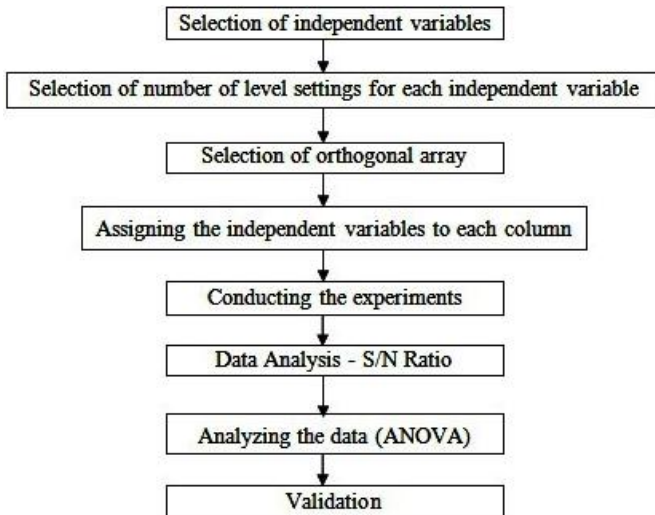 Selection of independent variables
Selection of number of level settings for each independent variable
Selection of orthogonal array
Assigning the independent variables to each column
Conducting the experiments
Data Analysis - S/N Ratio
Analyzing the data (ANOVA)
Validation